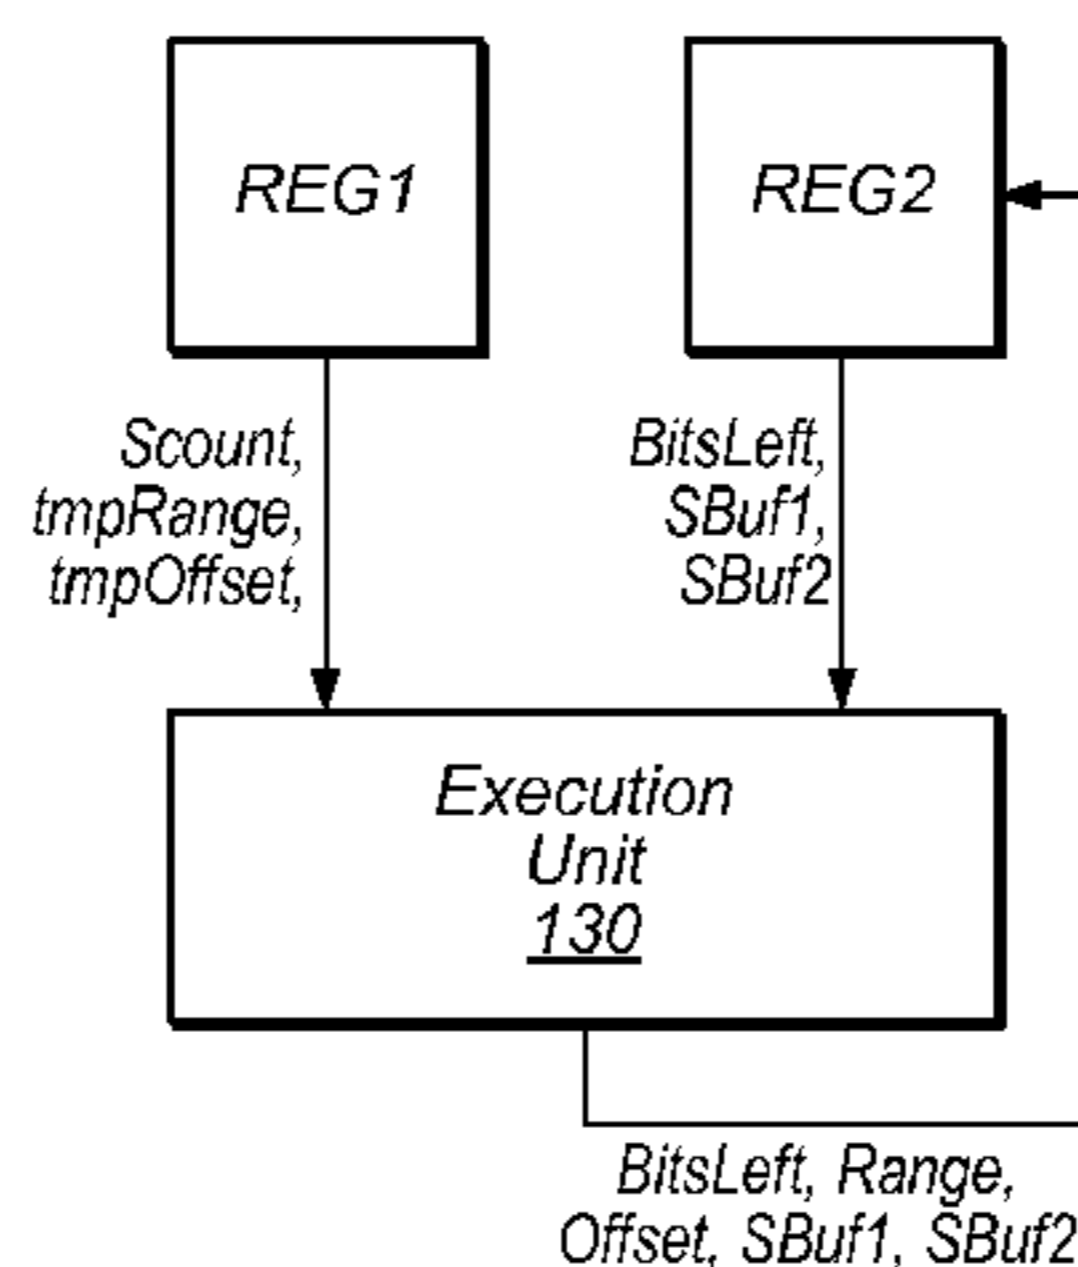 REG1
REG2
Scount,
tmpRange,
tmpOffset,
BitsLeft,
SBuf1,
SBuf2
Execution
Unit
130
BitsLeft, Range,
Offset, SBuf1, SBuf2